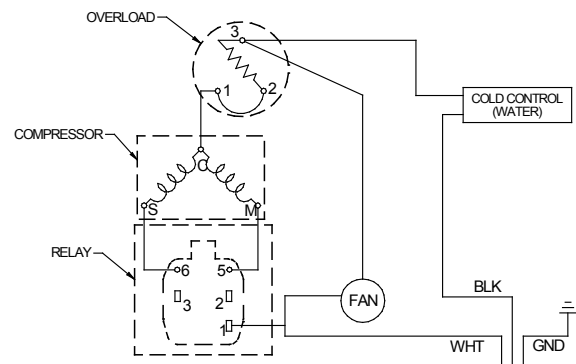 OVERLOAD
3
1
2
COLD CONTROL
(WATER)
COMPRESSOR
C
S
M
RELAY
6
5
3
2
1
FAN
BLK
WHT
GND